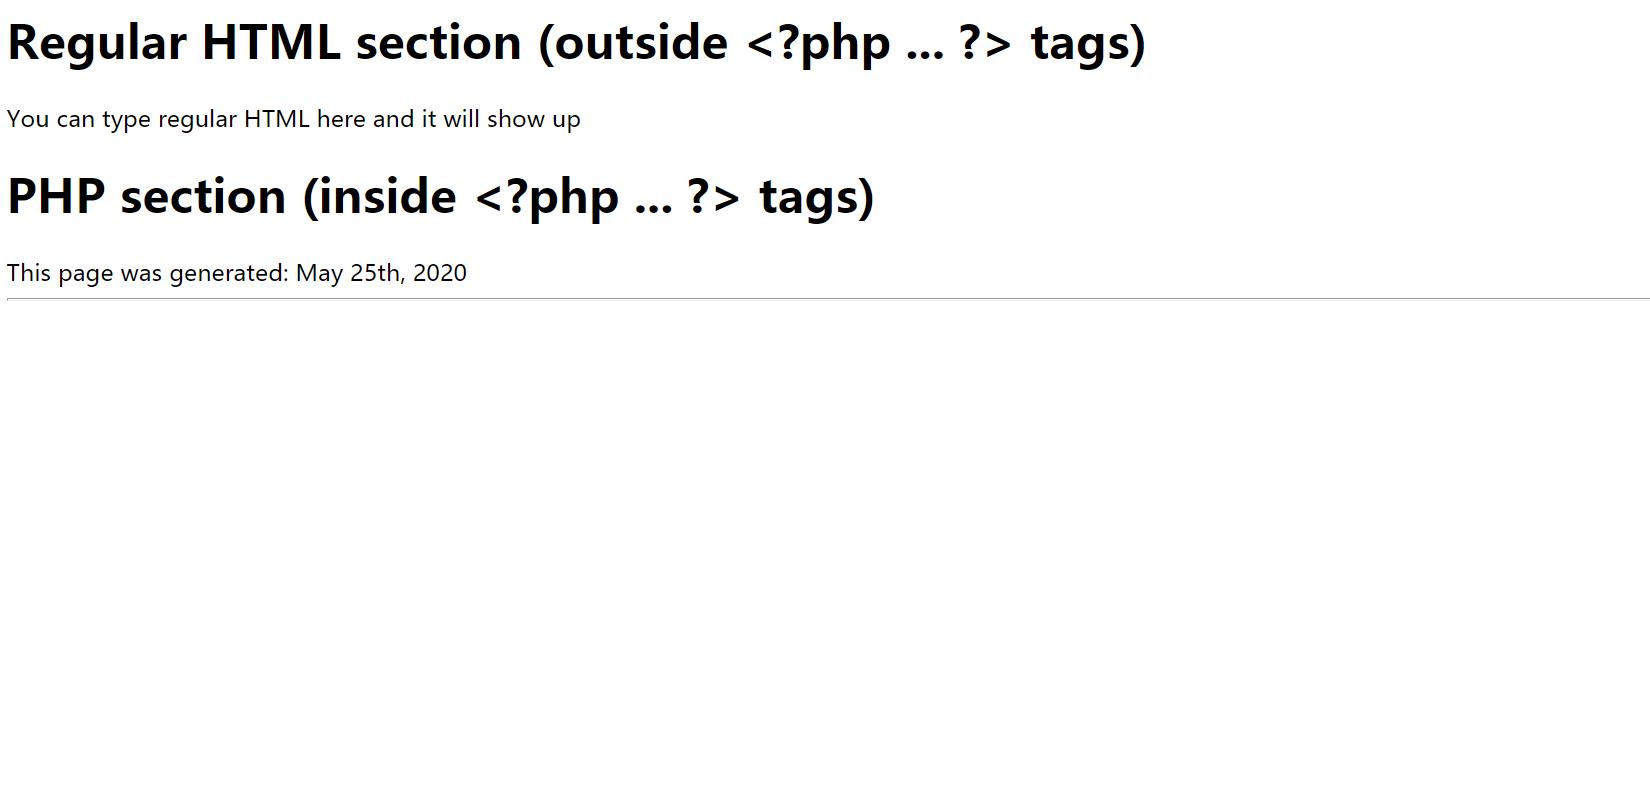 Regular HTML section (outside <?php ... ?> tags)
You can type regular HTML here and it will show up
PHP section (inside <?php ... ?> tags)
This page was generated: May 25th, 2020